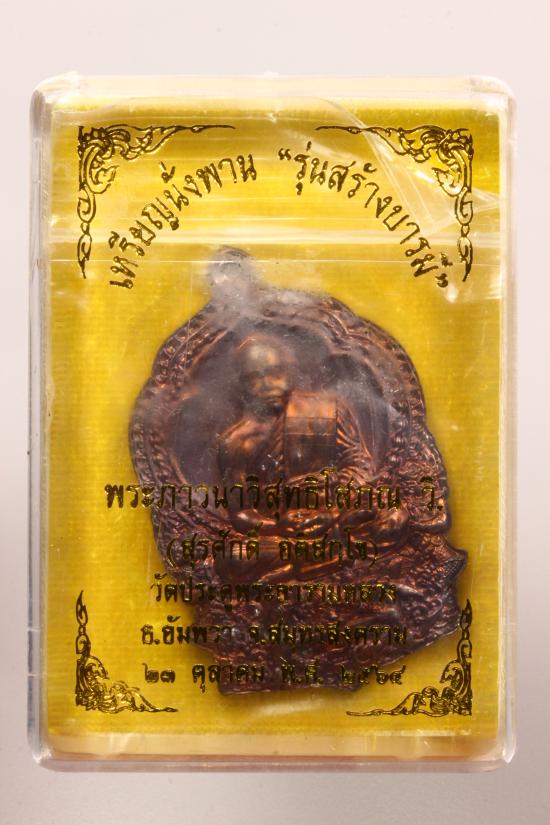 เหรียญนั่งพาน "รุ่นสร้างบารมี"
พระภาวนาวิสุทธิโสภณ วิ.
(สุรศักดิ์ อติสกฺโข)
วัดประดู่พระอารามหลวง
อ.อัมพวา จ.สมุทรสงคราม
๒๓ ตุลาคม พ.ศ. ๒๕๖๔